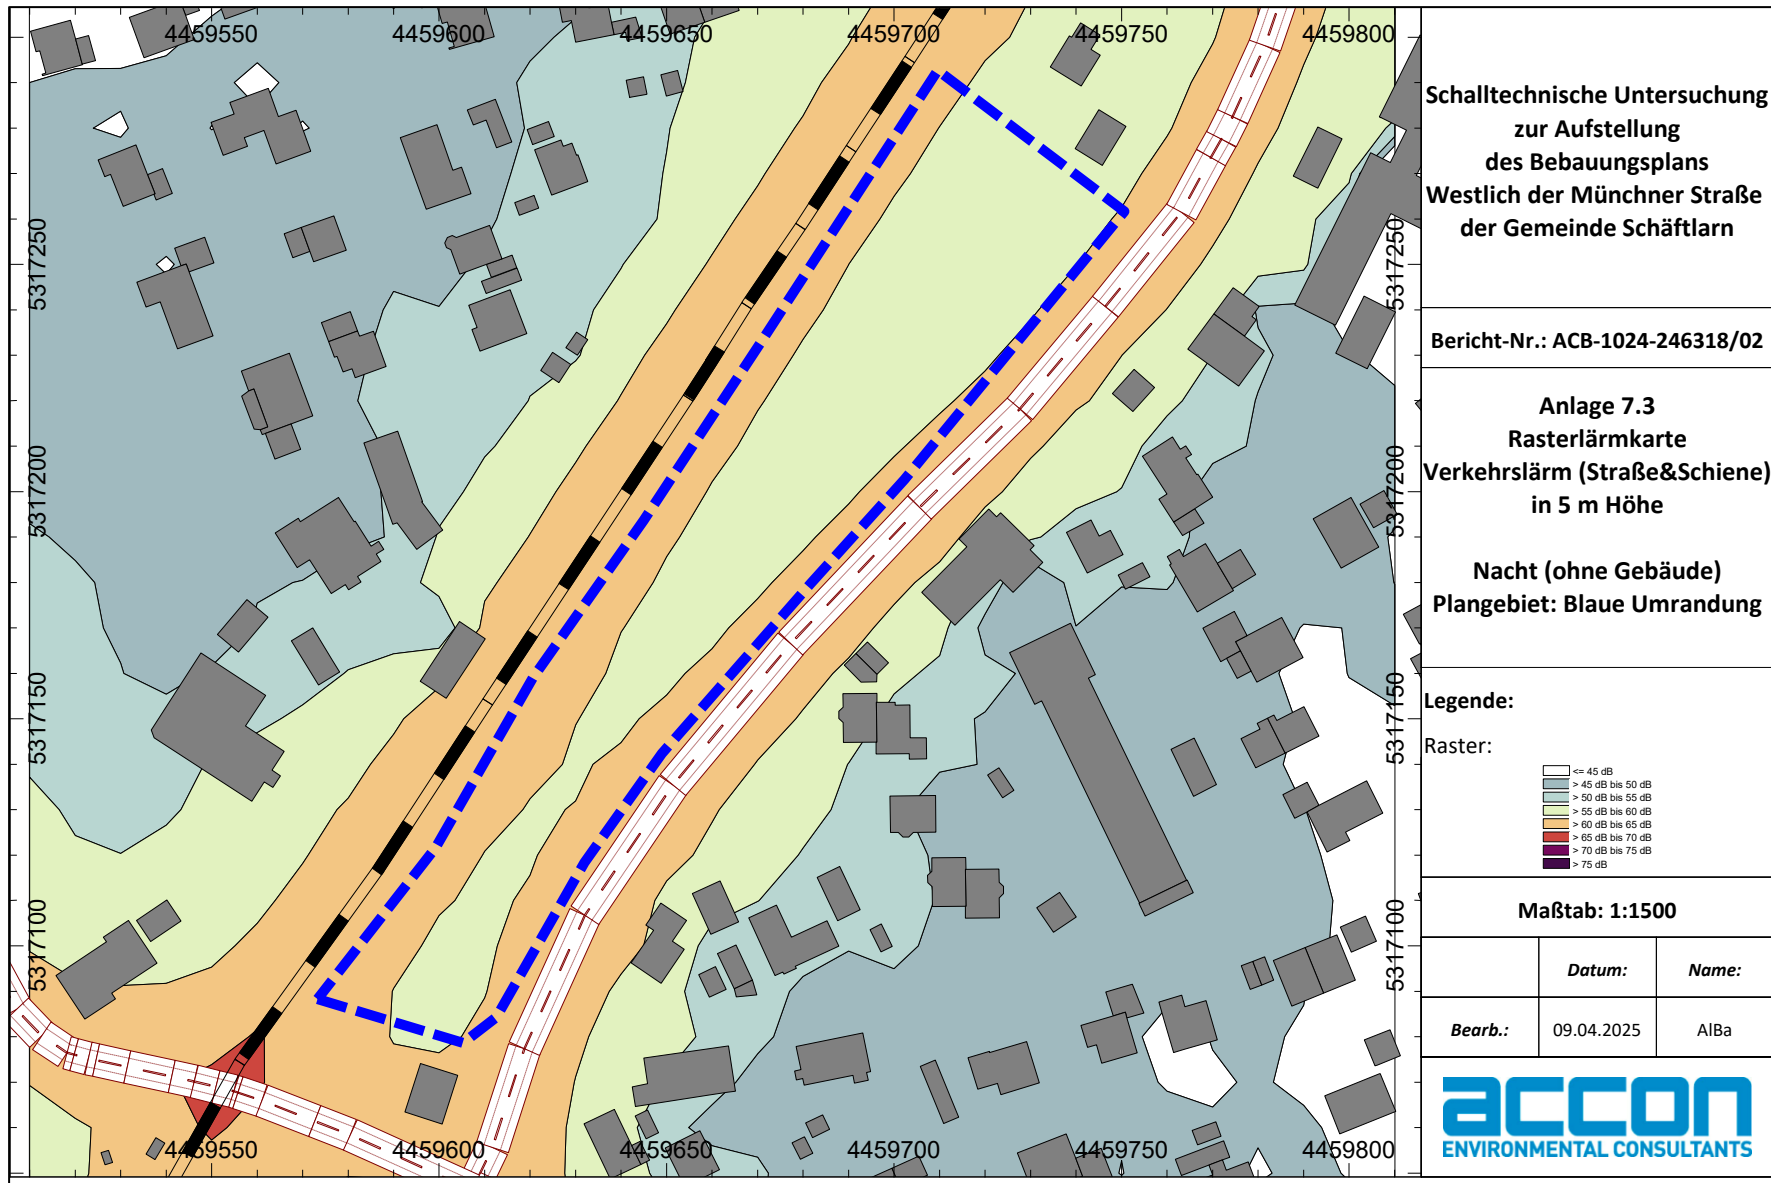 4459550 4459600 4459650 4459700 4459750 4459800
5317250 5317250
5317200 5317200
5317150 5317150
5317100 5317100
4459550 4459600 4459650 4459700 4459750 4459800
Schalltechnische Untersuchung
zur Aufstellung
des Bebauungsplans
Westlich der Münchner Straße
der Gemeinde Schäftlarn
Bericht-Nr.: ACB-1024-246318/02
Anlage 7.3
Rasterlärmkarte
Verkehrslärm (Straße&Schiene)
in 5 m Höhe
Nacht (ohne Gebäude)
Plangebiet: Blaue Umrandung
Legende:
Raster:
<= 45 dB
> 45 dB bis 50 dB
> 50 dB bis 55 dB
> 55 dB bis 60 dB
> 60 dB bis 65 dB
> 65 dB bis 70 dB
> 70 dB bis 75 dB
> 75 dB
Maßtab: 1:1500
Datum: Name:
Bearb.: 09.04.2025 AlBa
accon
ENVIRONMENTAL CONSULTANTS